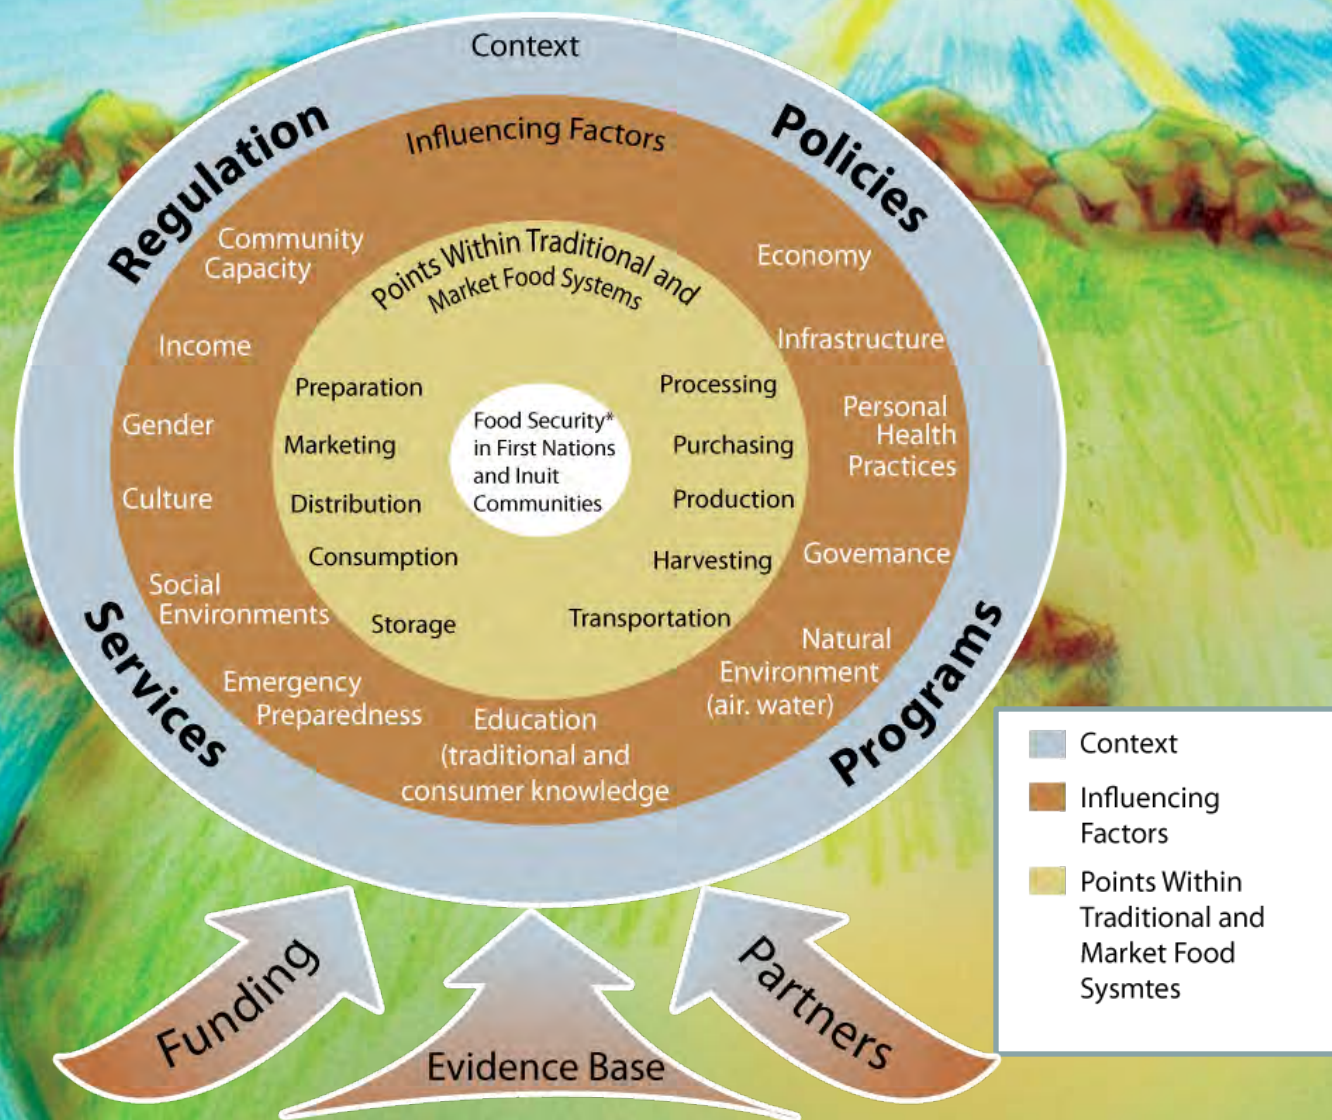 Context
Regulation
Policies
Influencing Factors
Community
Capacity
Income
Gender
Culture
Social
Environments
Emergency
Preparedness
Education
(traditional and
consumer knowledge
Economy
Infrastructure
Personal
Health
Practices
Governance
Natural
Environment
(air. water)
Points Within Traditional and
Market Food Systems
Preparation
Marketing
Distribution
Consumption
Storage
Processing
Purchasing
Production
Harvesting
Transportation
Food Security*
in First Nations
and Inuit
Communities
Services
Programs
Funding
Evidence Base
Partners
Context
Influencing
Factors
Points Within
Traditional and
Market Food
Sysmtes